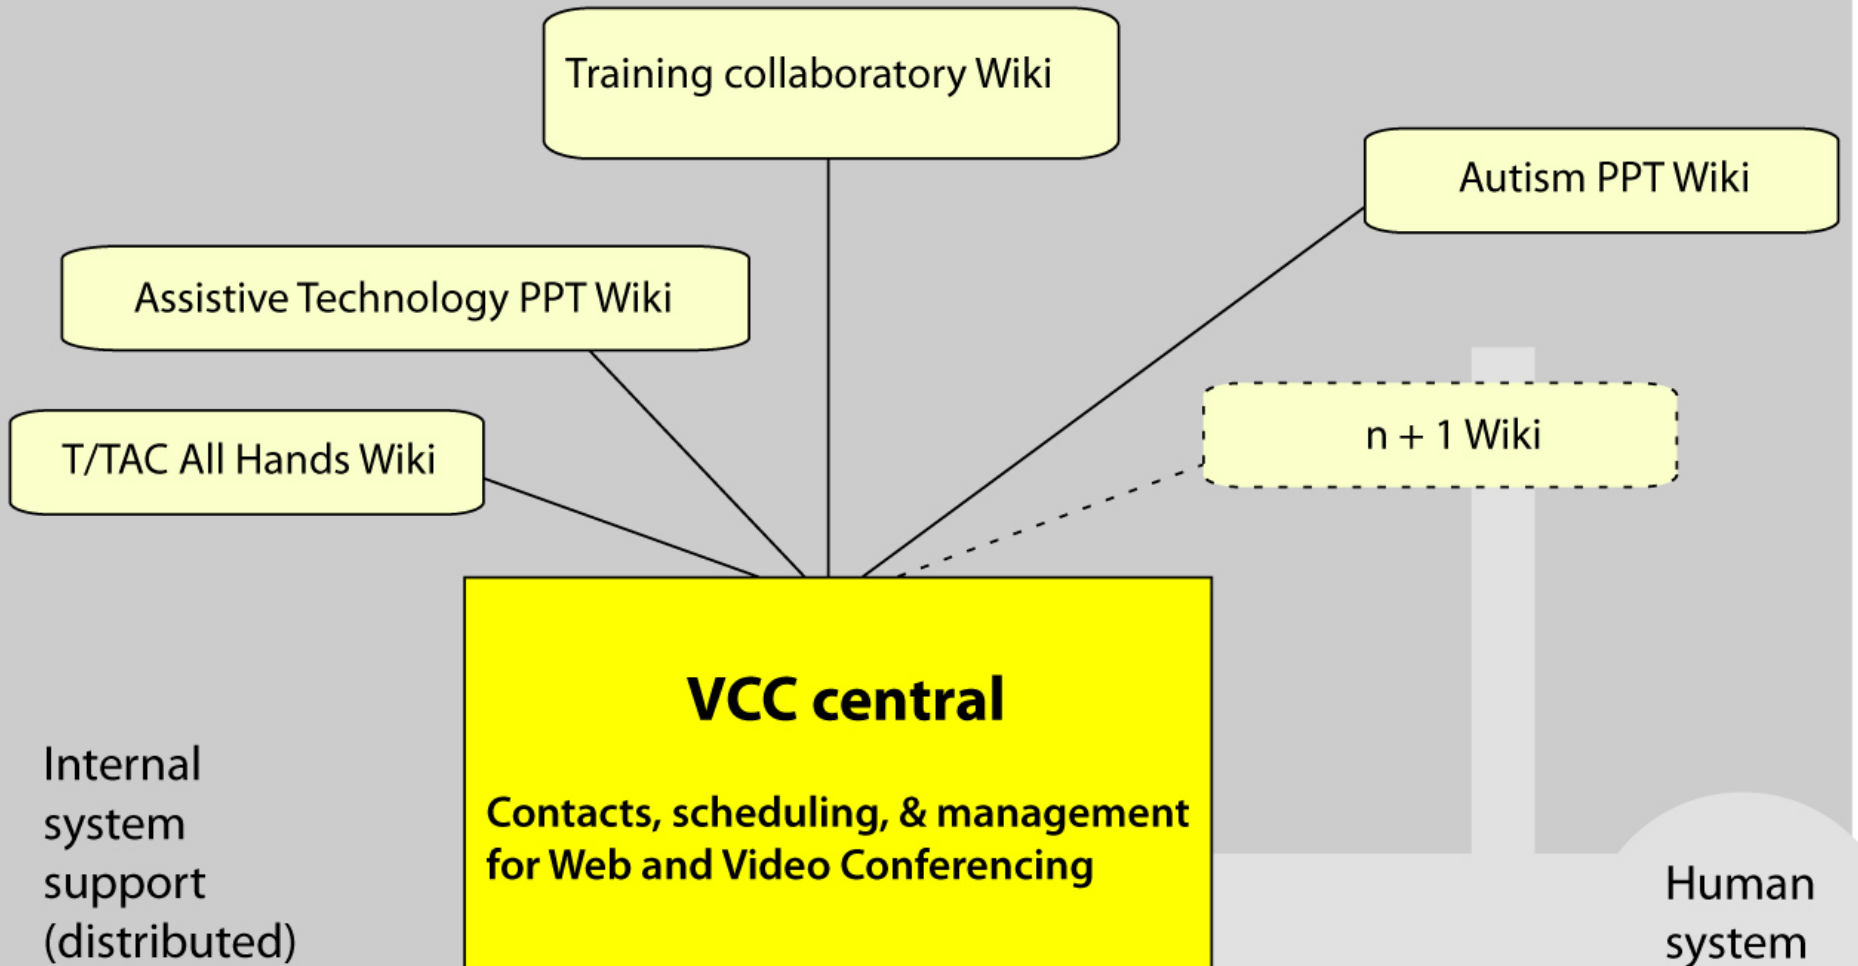 Training collaboratory Wiki
Autism PPT Wiki
Assistive Technology PPT Wiki
n + 1 Wiki
T/TAC All Hands Wiki
VCC central
Contacts, scheduling, & management
for Web and Video Conferencing
Internal
system
support
(distributed)
Human
system